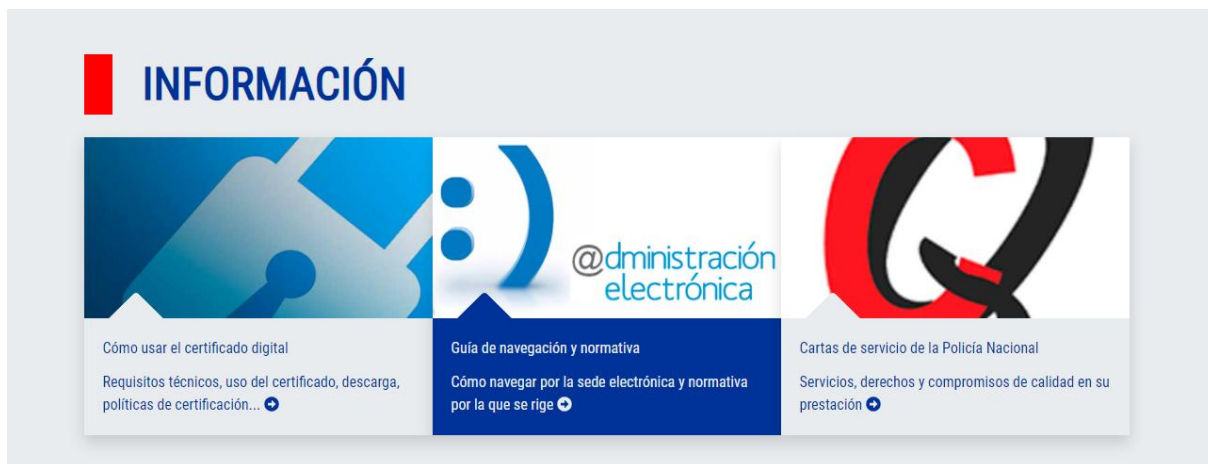 INFORMACIÓN
:)
@dministración
electrónica
CQ
Cómo usar el certificado digital
Requisitos técnicos, uso del certificado, descarga,
políticas de certificación...
Guía de navegación y normativa
Cómo navegar por la sede electrónica y normativa
por la que se rige
Cartas de servicio de la Policía Nacional
Servicios, derechos y compromisos de calidad en su
prestación